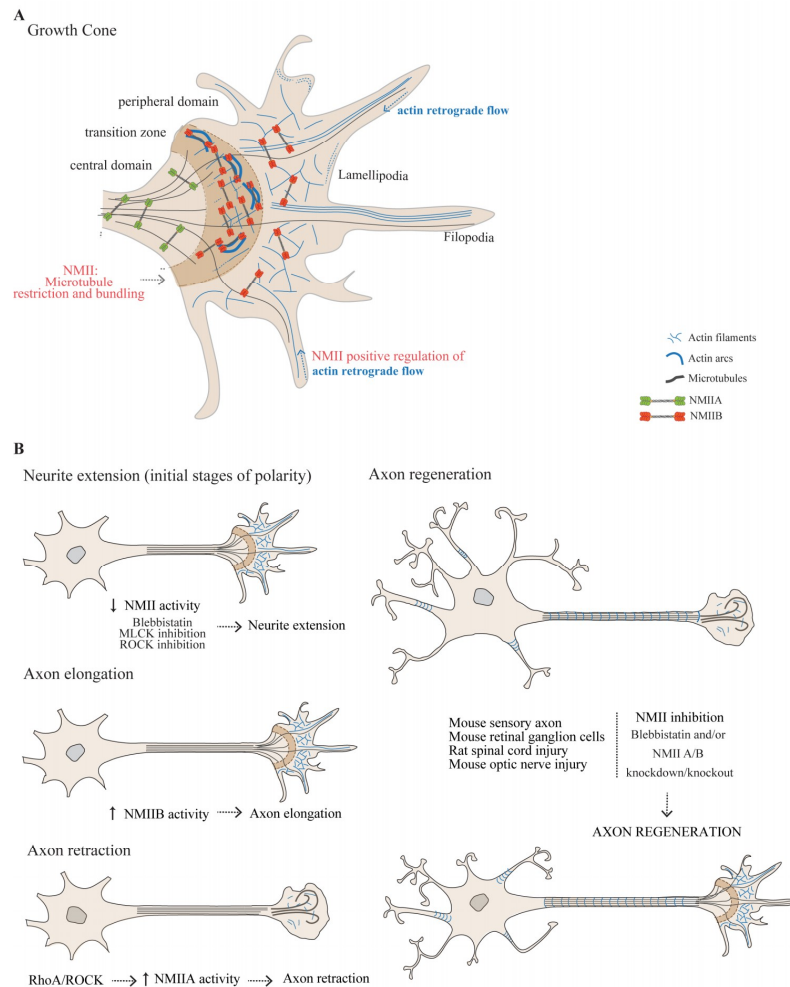 A
Growth Cone
peripheral domain
transition zone
central domain
actin retrograde flow
Lamellipodia
Filopodia
NMII:
Microtubule
restriction and bundling
NMII positive regulation of
actin retrograde flow
Actin filaments
Actin arcs
Microtubules
NMIIA
NMIIB
B
Neurite extension (initial stages of polarity)
↓ NMII activity
Blebbistatin
MLCK inhibition
ROCK inhibition
Neurite extension
Axon elongation
↑ NMIIB activity
Axon elongation
Axon retraction
RhoA/ROCK
↑ NMIIA activity
Axon retraction
Axon regeneration
Mouse sensory axon
Mouse retinal ganglion cells
Rat spinal cord injury
Mouse optic nerve injury
NMII inhibition
Blebbistatin and/or
NMII A/B
knockdown/knockout
AXON REGENERATION